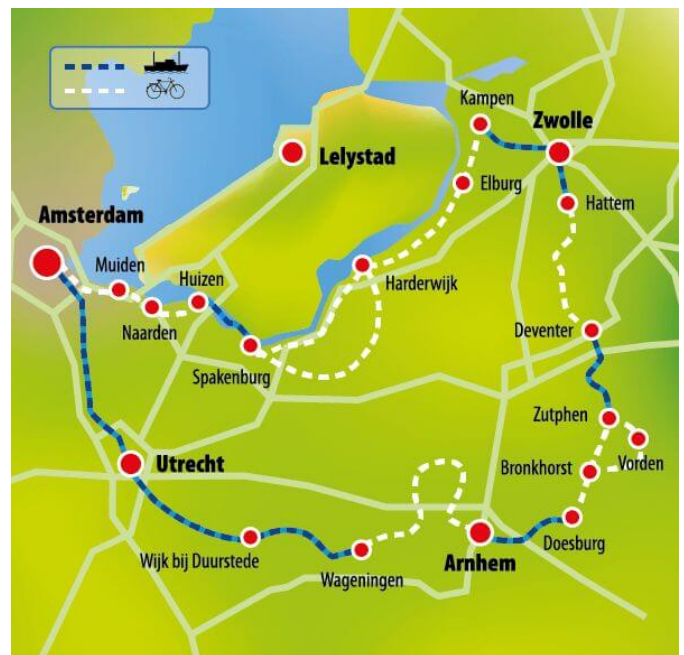 Kampen
Zwolle
Lelystad
Elburg
Hattem
Amsterdam
Muiden
Huizen
Harderwijk
Naarden
Deventer
Spakenburg
Zutphen
Utrecht
Bronkhorst
Vorden
Wijk bij Duurstede
Arnhem
Doesburg
Wageningen